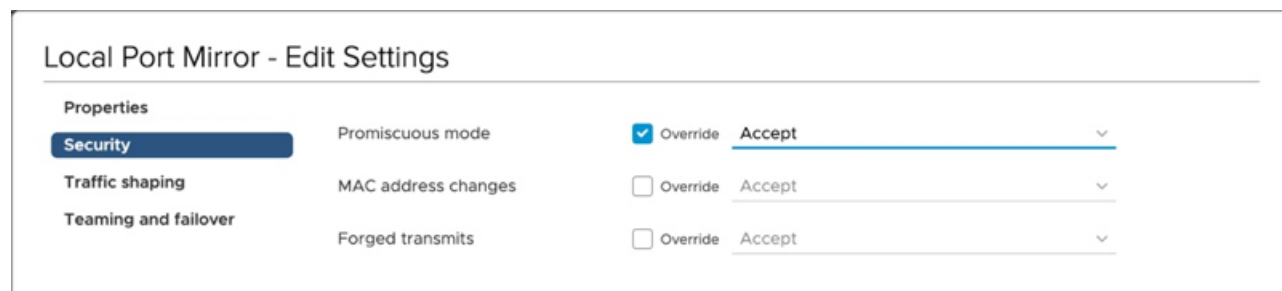 Local Port Mirror - Edit Settings
Properties
Security
Traffic shaping
Teaming and failover
Promiscuous mode Override Accept
MAC address changes Override Accept
Forged transmits Override Accept